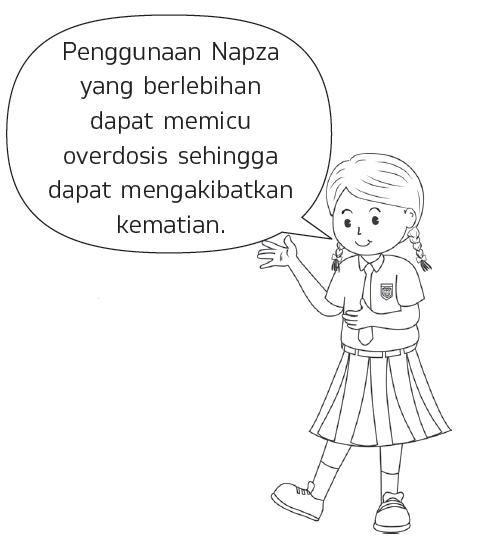 Penggunaan Napza
yang berlebihan
dapat memicu
overdosis sehingga
dapat mengakibatkan
kematian.